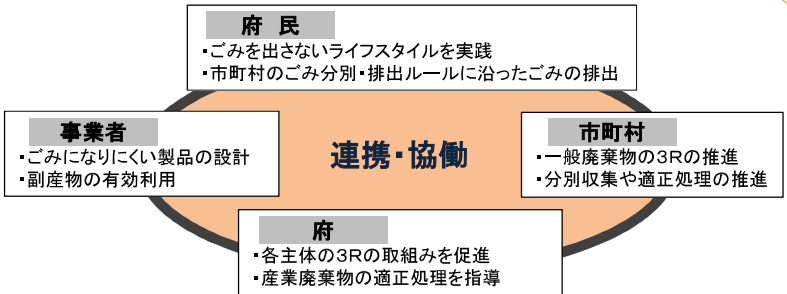 府 民
・ごみを出さないライフスタイルを実践
・市町村のごみ分別・排出ルールに沿ったごみの排出
事業者
・ごみになりにくい製品の設計
・副産物の有効利用
連携・協働
市町村
・一般廃棄物の3Rの推進
・分別収集や適正処理の推進
府
・各主体の3Rの取組みを促進
・産業廃棄物の適正処理を指導